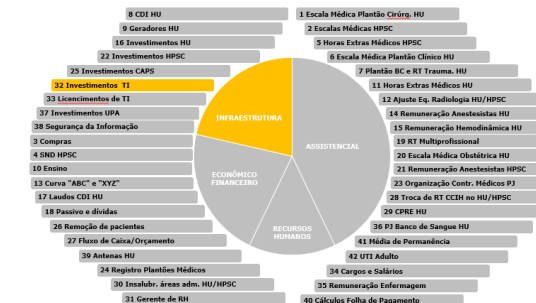 8 CDI HU
9 Geradores HU
16 Investimentos HU
22 Investimentos HPSC
25 Investimentos CAPS
32 Investimentos TI
33 Licencimentos de TI
37 Investimentos UPA
38 Segurança da Informação
3 Compras
4 SND HPSC
10 Ensino
13 Curva "ABC" e "XYZ"
17 Laudos CDI HU
18 Passivo e dívidas
26 Remoção de pacientes
27 Fluxo de Caixa/Orçamento
39 Antenas HU
24 Registro Plantões Médicos
30 Insalubr. áreas adm. HU/HPSC
31 Gerente de RH
INFRAESTRUTURA
ASSISTENCIAL
ECONÔMICO
FINANCEIRO
RECURSOS
HUMANOS
1 Escala Médica Plantão Cirúrg. HU
2 Escalas Médicas HPSC
5 Horas Extras Médicos HPSC
6 Escala Médica Plantão Clínico HU
7 Plantão BC e RT Trauma. HU
11 Horas Extras Médicos HU
12 Ajuste Eq. Radiologia HU/HPSC
14 Remuneração Anestesistas HU
15 Remuneração Hemodinâmica HU
19 RT Multiprofissional
20 Escala Médica Obstétrica HU
21 Remuneração Anestesistas HPSC
23 Organização Contr. Médicos PJ
28 Troca de RT CCIH no HU/HPSC
29 CPRE HU
36 PJ Banco de Sangue HU
41 Média de Permanência
42 UTI Adulto
34 Cargos e Salários
35 Remuneração Enfermagem
40 Cálculos Folha de Pagamento